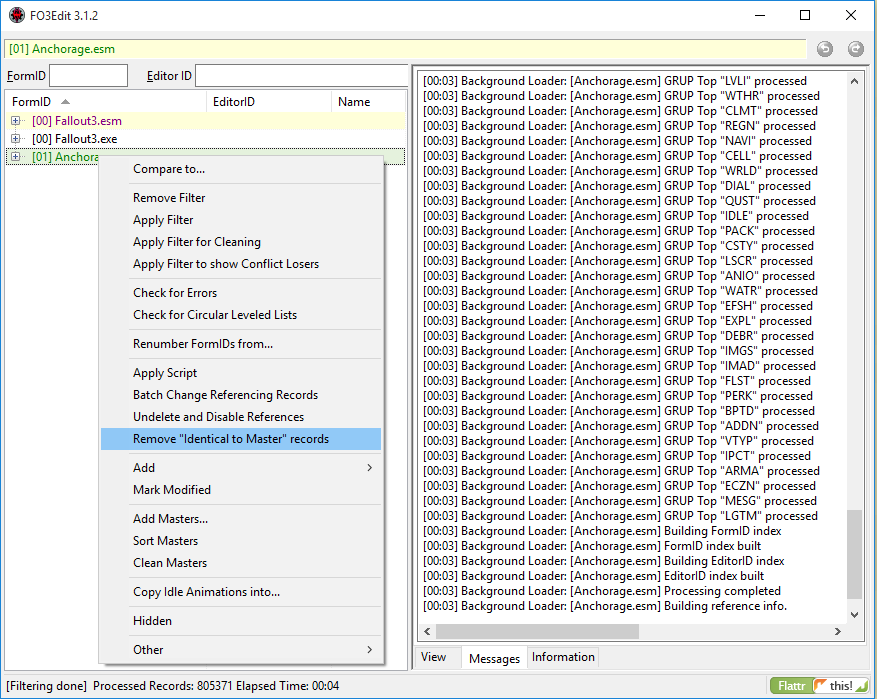 FO3Edit 3.1.2
[01] Anchorage.esm
FormID
Editor ID
FormID
EditorID
Name
[00] Fallout3.esm
[00] Fallout3.exe
[01] Anchora
Compare to...
Remove Filter
Apply Filter
Apply Filter for Cleaning
Apply Filter to show Conflict Losers
Check for Errors
Check for Circular Leveled Lists
Renumber FormIDs from...
Apply Script
Batch Change Referencing Records
Undelete and Disable References
Remove "Identical to Master" records
Add
Mark Modified
Add Masters...
Sort Masters
Clean Masters
Copy Idle Animations into...
Hidden
Other
[00:03] Background Loader: [Anchorage.esm] GRUP Top "LVLI" processed
[00:03] Background Loader: [Anchorage.esm] GRUP Top "WTHR" processed
[00:03] Background Loader: [Anchorage.esm] GRUP Top "CLMT" processed
[00:03] Background Loader: [Anchorage.esm] GRUP Top "REGN" processed
[00:03] Background Loader: [Anchorage.esm] GRUP Top "NAVI" processed
[00:03] Background Loader: [Anchorage.esm] GRUP Top "CELL" processed
[00:03] Background Loader: [Anchorage.esm] GRUP Top "WRLD" processed
[00:03] Background Loader: [Anchorage.esm] GRUP Top "DIAL" processed
[00:03] Background Loader: [Anchorage.esm] GRUP Top "QUST" processed
[00:03] Background Loader: [Anchorage.esm] GRUP Top "IDLE" processed
[00:03] Background Loader: [Anchorage.esm] GRUP Top "PACK" processed
[00:03] Background Loader: [Anchorage.esm] GRUP Top "CSTY" processed
[00:03] Background Loader: [Anchorage.esm] GRUP Top "LSCR" processed
[00:03] Background Loader: [Anchorage.esm] GRUP Top "ANIO" processed
[00:03] Background Loader: [Anchorage.esm] GRUP Top "WATR" processed
[00:03] Background Loader: [Anchorage.esm] GRUP Top "EFSH" processed
[00:03] Background Loader: [Anchorage.esm] GRUP Top "EXPL" processed
[00:03] Background Loader: [Anchorage.esm] GRUP Top "DEBR" processed
[00:03] Background Loader: [Anchorage.esm] GRUP Top "IMGS" processed
[00:03] Background Loader: [Anchorage.esm] GRUP Top "IMAD" processed
[00:03] Background Loader: [Anchorage.esm] GRUP Top "FLST" processed
[00:03] Background Loader: [Anchorage.esm] GRUP Top "PERK" processed
[00:03] Background Loader: [Anchorage.esm] GRUP Top "BPTD" processed
[00:03] Background Loader: [Anchorage.esm] GRUP Top "ADDN" processed
[00:03] Background Loader: [Anchorage.esm] GRUP Top "VTYP" processed
[00:03] Background Loader: [Anchorage.esm] GRUP Top "IPCT" processed
[00:03] Background Loader: [Anchorage.esm] GRUP Top "ARMA" processed
[00:03] Background Loader: [Anchorage.esm] GRUP Top "ECZN" processed
[00:03] Background Loader: [Anchorage.esm] GRUP Top "MESG" processed
[00:03] Background Loader: [Anchorage.esm] GRUP Top "LGTM" processed
[00:03] Background Loader: [Anchorage.esm] Building FormID index
[00:03] Background Loader: [Anchorage.esm] FormID index built
[00:03] Background Loader: [Anchorage.esm] Building EditorID index
[00:03] Background Loader: [Anchorage.esm] EditorID index built
[00:03] Background Loader: [Anchorage.esm] Processing completed
[00:03] Background Loader: [Anchorage.esm] Building reference info.
View
Messages
Information
[Filtering done] Processed Records: 805371 Elapsed Time: 00:04
Flattr this!